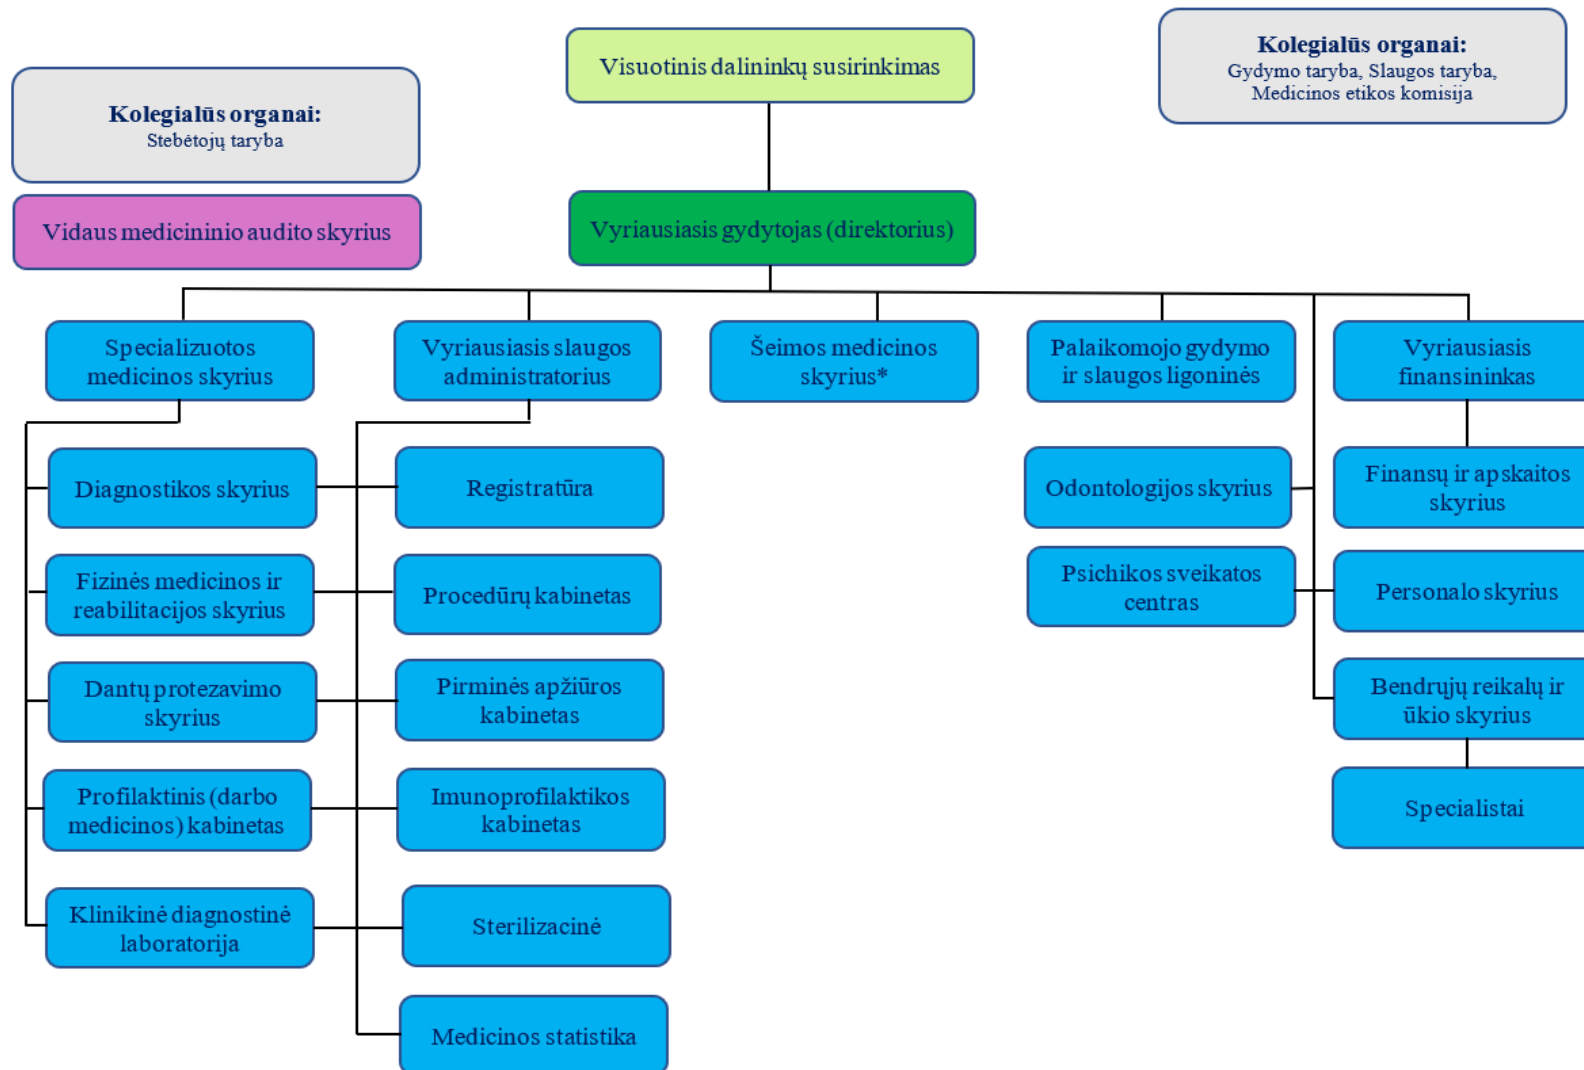 Visuotinis dalininkų susirinkimas
Kolegialūs organai:
Gydymo taryba, Slaugos taryba,
Medicinos etikos komisija
Kolegialūs organai:
Stebėtojų taryba
Vidaus medicininio audito skyrius
Vyriausiasis gydytojas (direktorius)
Specializuotos
medicinos skyrius
Vyriausiasis slaugos
administratorius
Šeimos medicinos
skyrius*
Palaikomojo gydymo
ir slaugos ligoninės
Vyriausiasis
finansininkas
Diagnostikos skyrius
Registratūra
Odontologijos skyrius
Finansų ir apskaitos
skyrius
Fizinės medicinos ir
reabilitacijos skyrius
Procedūrų kabinetas
Psichikos sveikatos
centras
Personalo skyrius
Dantų protezavimo
skyrius
Pirminės apžiūros
kabinetas
Bendrųjų reikalų ir
ūkio skyrius
Profilaktinis (darbo
medicinos) kabinetas
Imunoprofilaktikos
kabinetas
Specialistai
Klinikinė diagnostinė
laboratorija
Sterilizacinė
Medicinos statistika